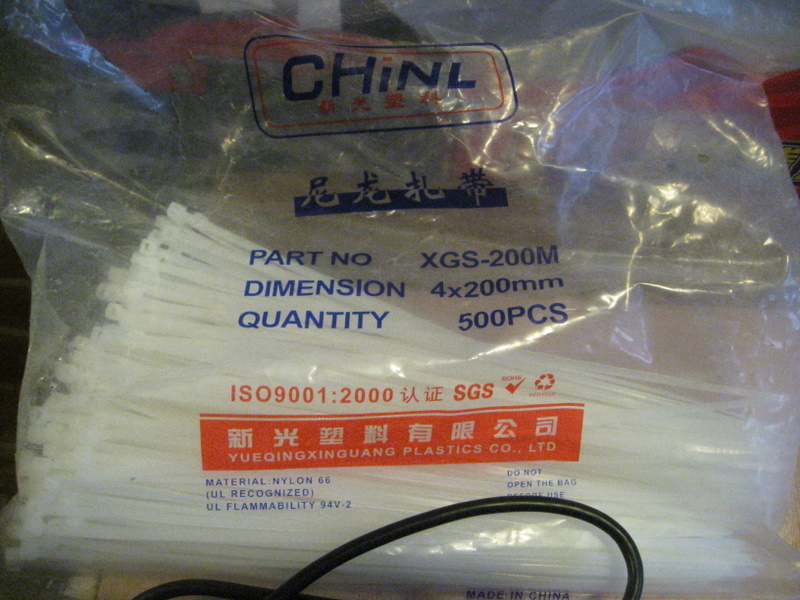 CHiNL
新光塑料
尼龙扎带
PART NO XGS-200M
DIMENSION 4x200mm
QUANTITY 500PCS
ISO9001:2000 认证 SGS
新光塑料有限公司
YUEQINGXINGUANG PLASTICS CO., LTD
MATERIAL:NYLON 66
(UL RECOGNIZED)
UL FLAMMABILITY 94V-2
DO NOT
OPEN THE BAG
BEFORE USE
MADE IN CHINA